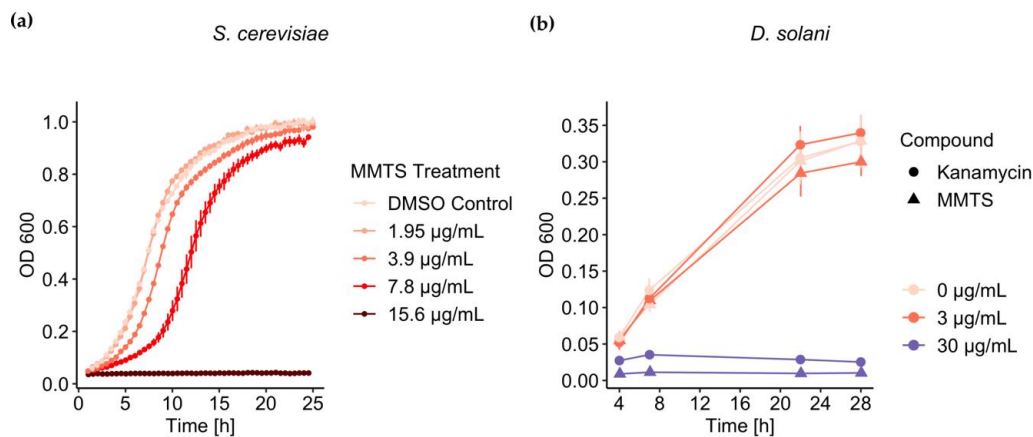 (a)
S. cerevisiae
OD 600
1.0
0.8
0.6
0.4
0.2
0.0
0 5 10 15 20 25
Time [h]
MMTS Treatment
DMSO Control
1.95 µg/mL
3.9 µg/mL
7.8 µg/mL
15.6 µg/mL
(b)
D. solani
OD 600
0.35
0.30
0.25
0.20
0.15
0.10
0.05
0.00
4 8 12 16 20 24 28
Time [h]
Compound
Kanamycin
MMTS
0 µg/mL
3 µg/mL
30 µg/mL